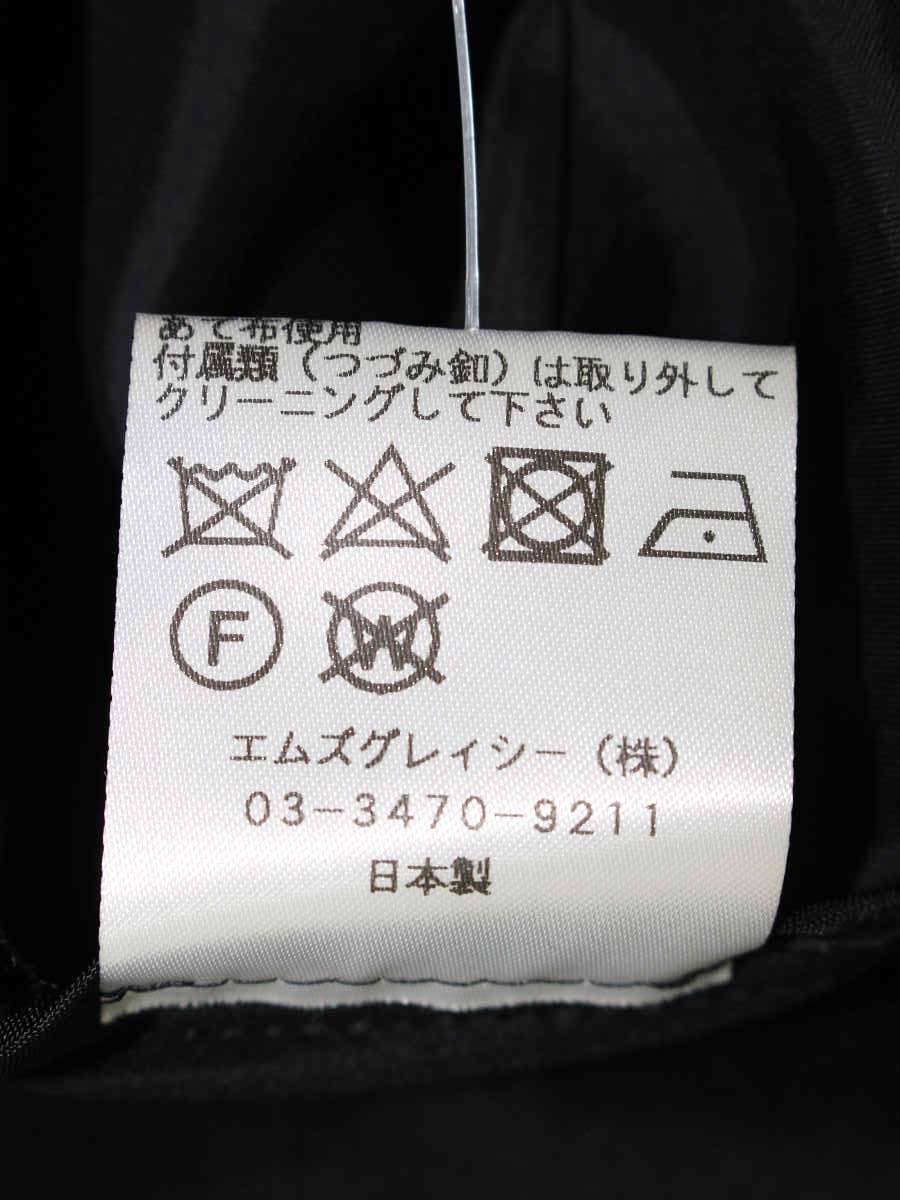 あて布使用
付属類（つづみ釦）は取り外して
クリーニングして下さい
F W
エムズグレイシー（株）
03-3470-9211
日本製